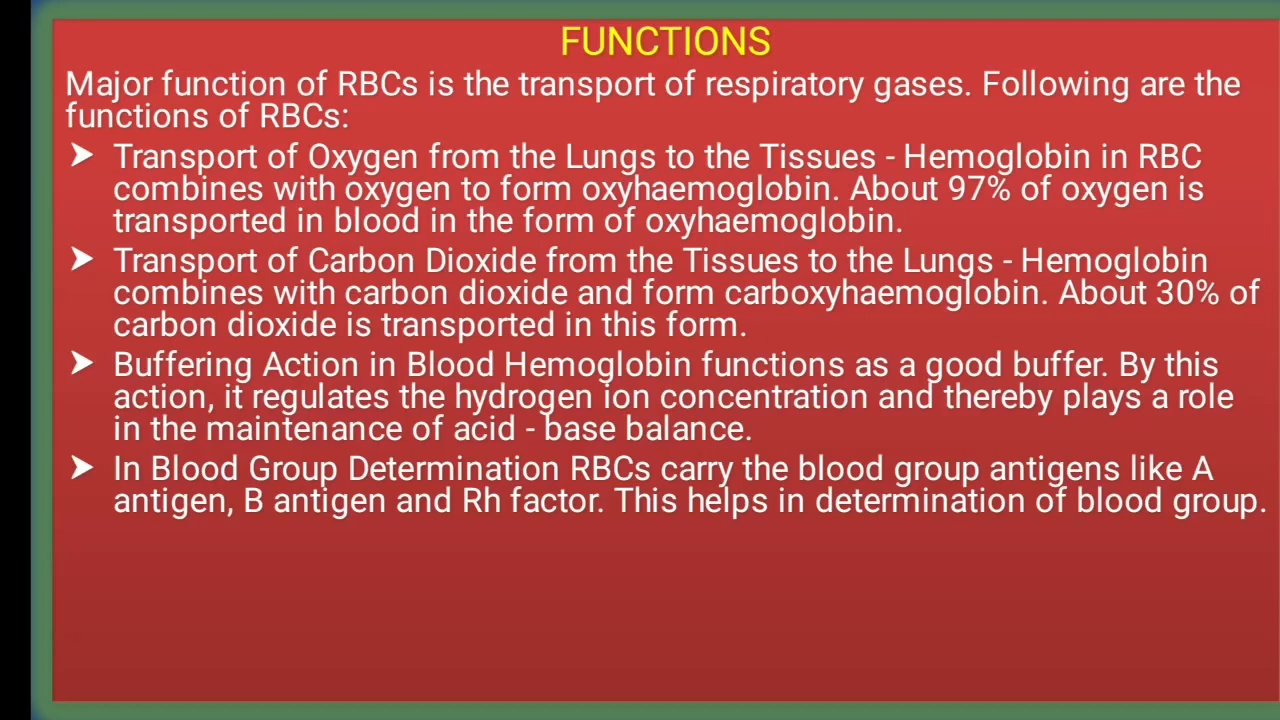 FUNCTIONS
Major function of RBCs is the transport of respiratory gases. Following are the
functions of RBCs:
➤ Transport of Oxygen from the Lungs to the Tissues - Hemoglobin in RBC
combines with oxygen to form oxyhaemoglobin. About 97% of oxygen is
transported in blood in the form of oxyhaemoglobin.
➤ Transport of Carbon Dioxide from the Tissues to the Lungs - Hemoglobin
combines with carbon dioxide and form carboxyhaemoglobin. About 30% of
carbon dioxide is transported in this form.
➤ Buffering Action in Blood Hemoglobin functions as a good buffer. By this
action, it regulates the hydrogen ion concentration and thereby plays a role
in the maintenance of acid - base balance.
➤ In Blood Group Determination RBCs carry the blood group antigens like A
antigen, B antigen and Rh factor. This helps in determination of blood group.